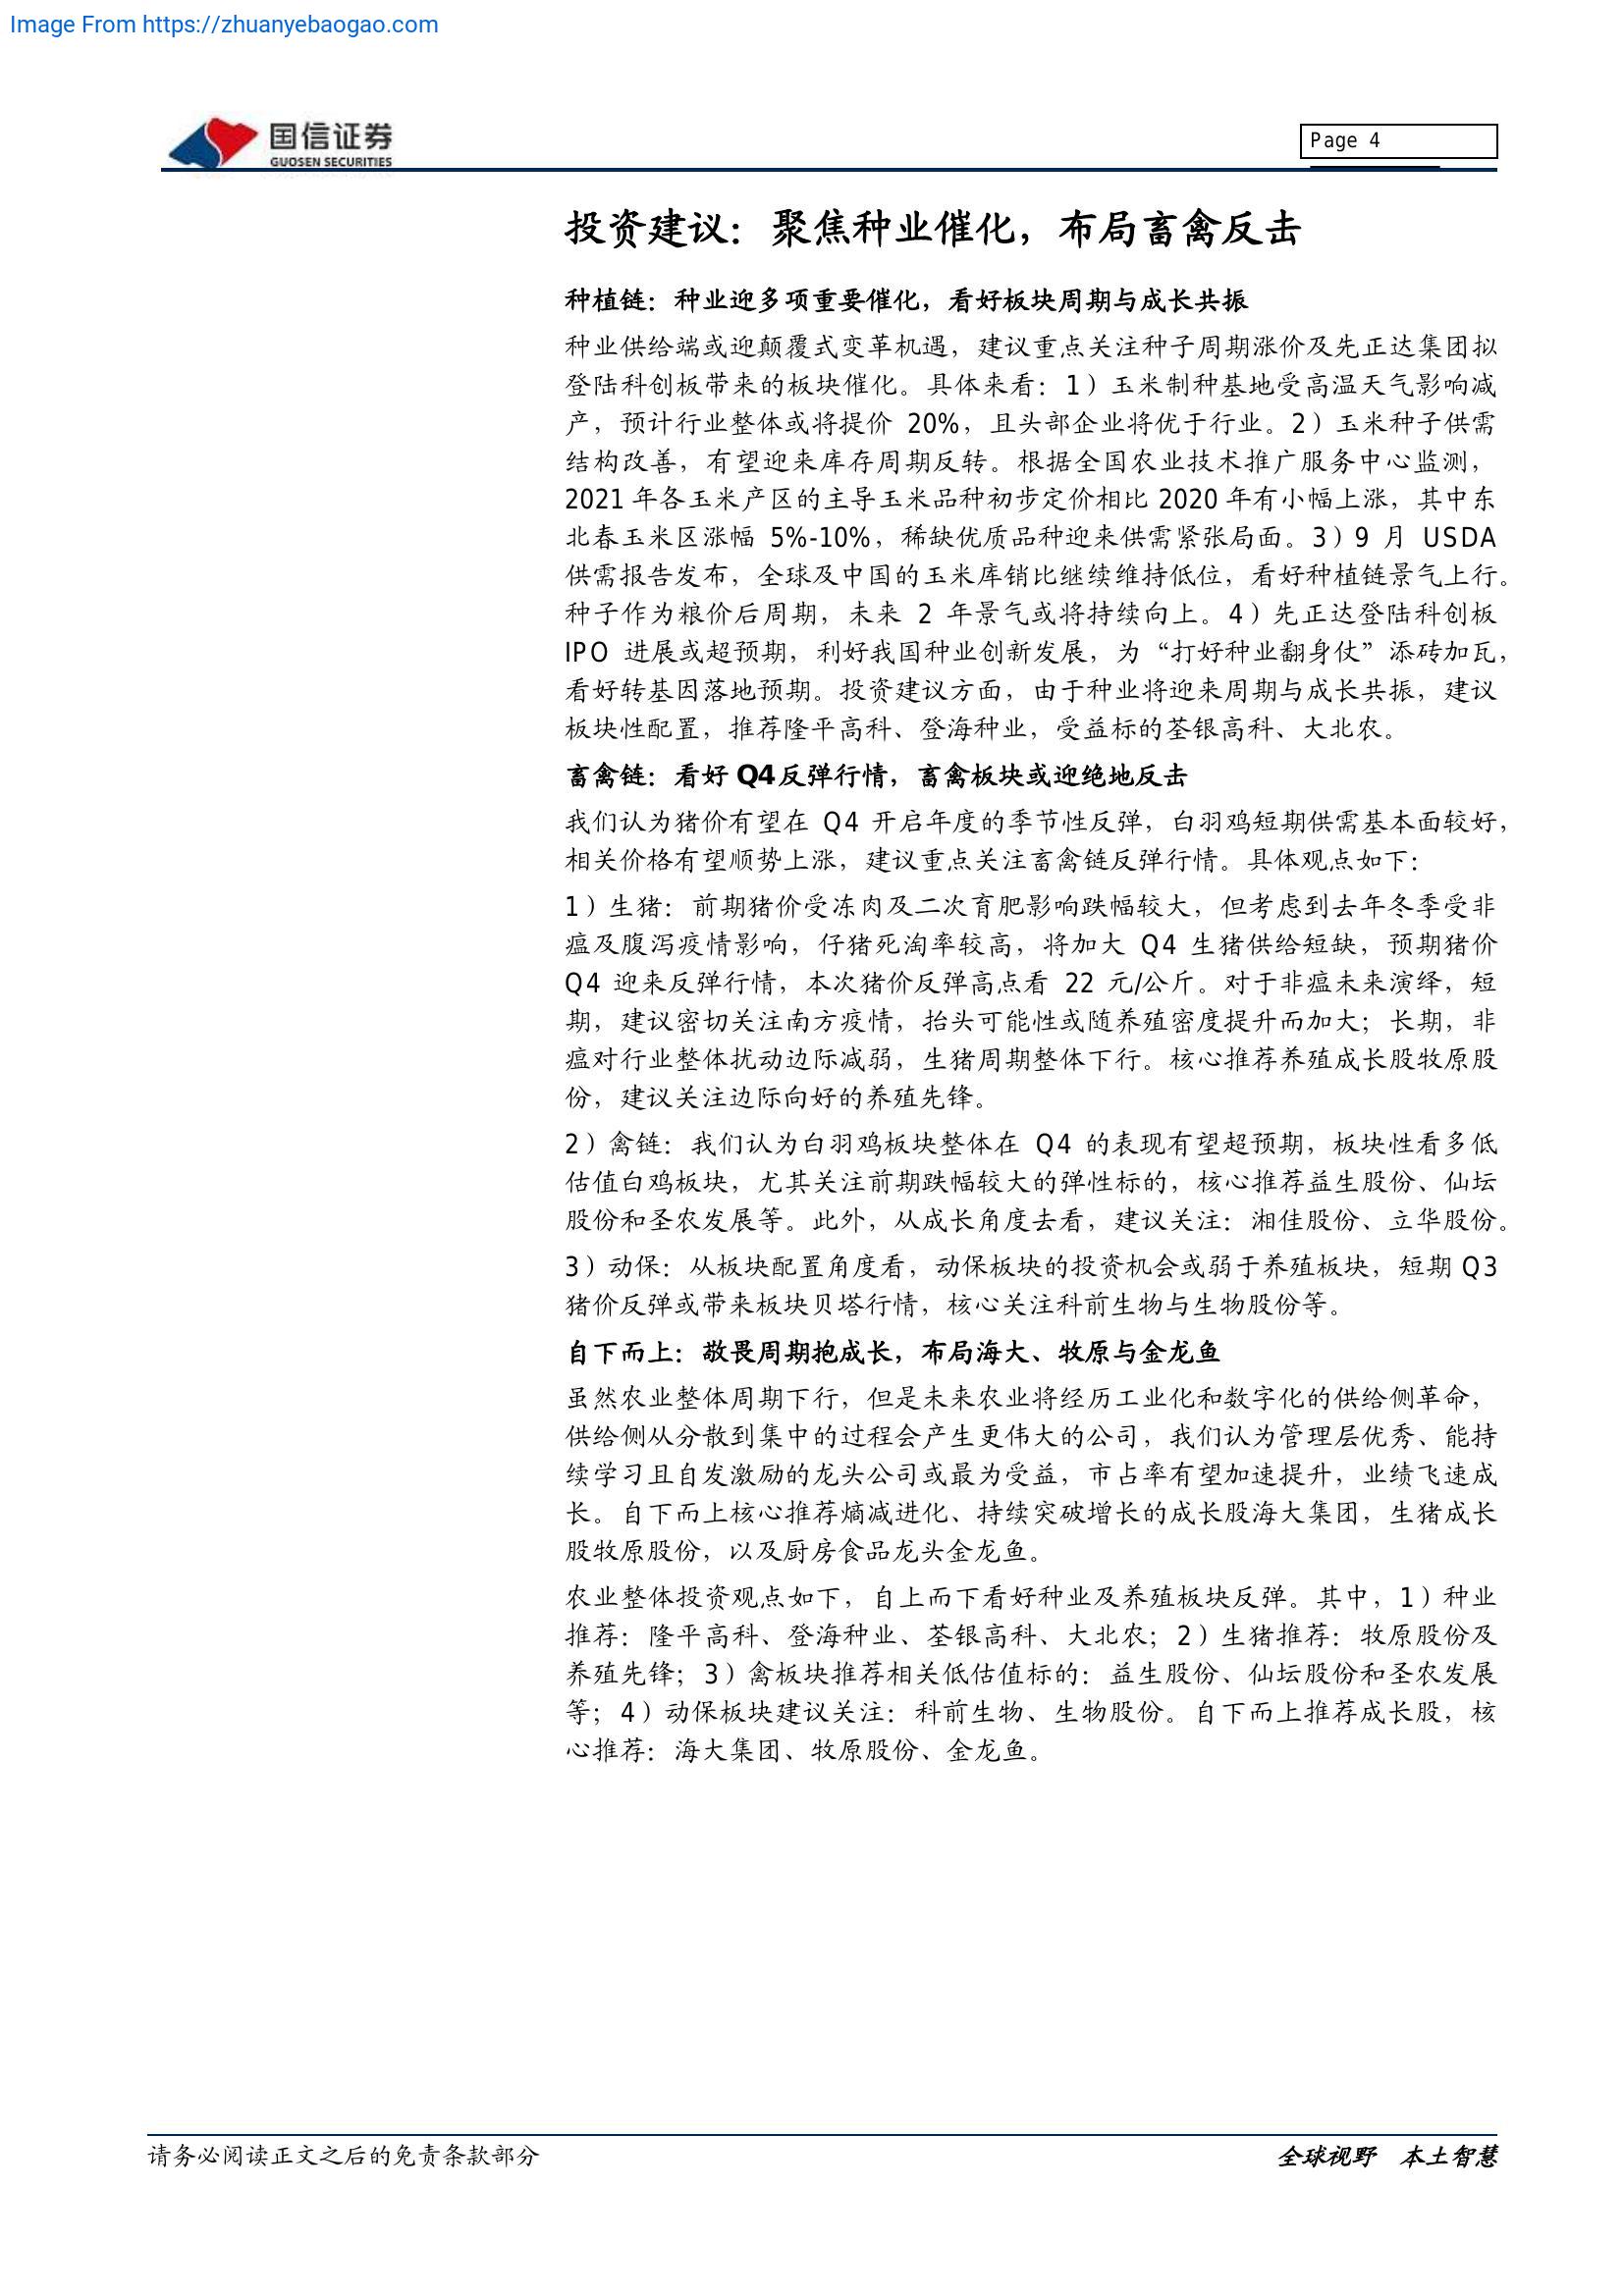 Image From https://zhuanyebaogao.com
国信证券
GUOSEN SECURITIES
Page 4
投资建议：聚焦种业催化，布局畜禽反击
种植链：种业迎多项重要催化，看好板块周期与成长共振
种业供给端或迎颠覆式变革机遇，建议重点关注种子周期涨价及先正达集团拟
登陆科创板带来的板块催化。具体来看：1）玉米制种基地受高温天气影响减
产，预计行业整体或将提价 20%，且头部企业将优于行业。2）玉米种子供需
结构改善，有望迎来库存周期反转。根据全国农业技术推广服务中心监测，
2021 年各玉米产区的主导玉米品种初步定价相比 2020 年有小幅上涨，其中东
北春玉米区涨幅 5%-10%，稀缺优质品种迎来供需紧张局面。3）9 月 USDA
供需报告发布，全球及中国的玉米库销比继续维持低位，看好种植链景气上行。
种子作为粮价后周期，未来 2 年景气或将持续向上。4）先正达登陆科创板
IPO 进展或超预期，利好我国种业创新发展，为“打好种业翻身仗”添砖加瓦，
看好转基因落地预期。投资建议方面，由于种业将迎来周期与成长共振，建议
板块性配置，推荐隆平高科、登海种业，受益标的荃银高科、大北农。
畜禽链：看好 Q4 反弹行情，畜禽板块或迎绝地反击
我们认为猪价有望在 Q4 开启年度的季节性反弹，白羽鸡短期供需基本面较好，
相关价格有望顺势上涨，建议重点关注畜禽链反弹行情。具体观点如下：
1）生猪：前期猪价受冻肉及二次育肥影响跌幅较大，但考虑到去年冬季受非
瘟及腹泻疫情影响，仔猪死淘率较高，将加大 Q4 生猪供给短缺，预期猪价
Q4 迎来反弹行情，本次猪价反弹高点看 22 元/公斤。对于非瘟未来演绎，短
期，建议密切关注南方疫情，抬头可能性或随养殖密度提升而加大；长期，非
瘟对行业整体扰动边际减弱，生猪周期整体下行。核心推荐养殖成长股牧原股
份，建议关注边际向好的养殖先锋。
2）禽链：我们认为白羽鸡板块整体在 Q4 的表现有望超预期，板块性看多低
估值白鸡板块，尤其关注前期跌幅较大的弹性标的，核心推荐益生股份、仙坛
股份和圣农发展等。此外，从成长角度去看，建议关注：湘佳股份、立华股份。
3）动保：从板块配置角度看，动保板块的投资机会或弱于养殖板块，短期 Q3
猪价反弹或带来板块贝塔行情，核心关注科前生物与生物股份等。
自下而上：敬畏周期抱成长，布局海大、牧原与金龙鱼
虽然农业整体周期下行，但是未来农业将经历工业化和数字化的供给侧革命，
供给侧从分散到集中的过程会产生更伟大的公司，我们认为管理层优秀、能持
续学习且自发激励的龙头公司或最为受益，市占率有望加速提升，业绩飞速成
长。自下而上核心推荐熵减进化、持续突破增长的成长股海大集团，生猪成长
股牧原股份，以及厨房食品龙头金龙鱼。
农业整体投资观点如下，自上而下看好种业及养殖板块反弹。其中，1）种业
推荐：隆平高科、登海种业、荃银高科、大北农；2）生猪推荐：牧原股份及
养殖先锋；3）禽板块推荐相关低估值标的：益生股份、仙坛股份和圣农发展
等；4）动保板块建议关注：科前生物、生物股份。自下而上推荐成长股，核
心推荐：海大集团、牧原股份、金龙鱼。
请务必阅读正文之后的免责条款部分
全球视野 本土智慧